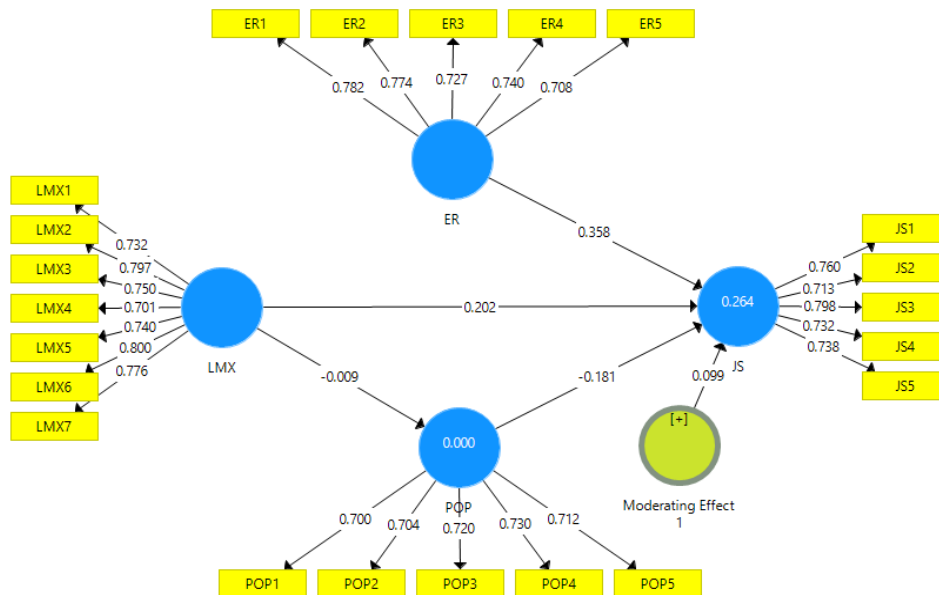 ER1 ER2 ER3 ER4 ER5
0.782 0.774 0.727 0.740 0.708
ER
LMX1
LMX2
LMX3
LMX4
LMX5
LMX6
LMX7
0.732
0.797
0.750
0.701
0.740
0.800
0.776
LMX
0.358
0.202
-0.009
-0.181
0.099
0.264
JS
0.760
0.713
0.798
0.732
0.738
JS1
JS2
JS3
JS4
JS5
0.000
POP
[+]
Moderating Effect
1
0.700 0.704 0.720 0.730 0.712
POP1 POP2 POP3 POP4 POP5